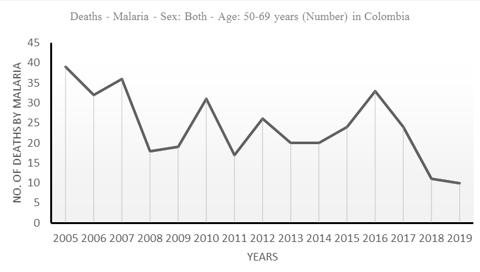 Deaths - Malaria - Sex: Both - Age: 50-69 years (Number) in Colombia
NO. OF DEATHS BY MALARIA
45
40
35
30
25
20
15
10
5
0
2005 2006 2007 2008 2009 2010 2011 2012 2013 2014 2015 2016 2017 2018 2019
YEARS